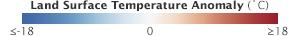 Land Surface Temperature Anomaly (˚C)
≤-18 0 ≥18